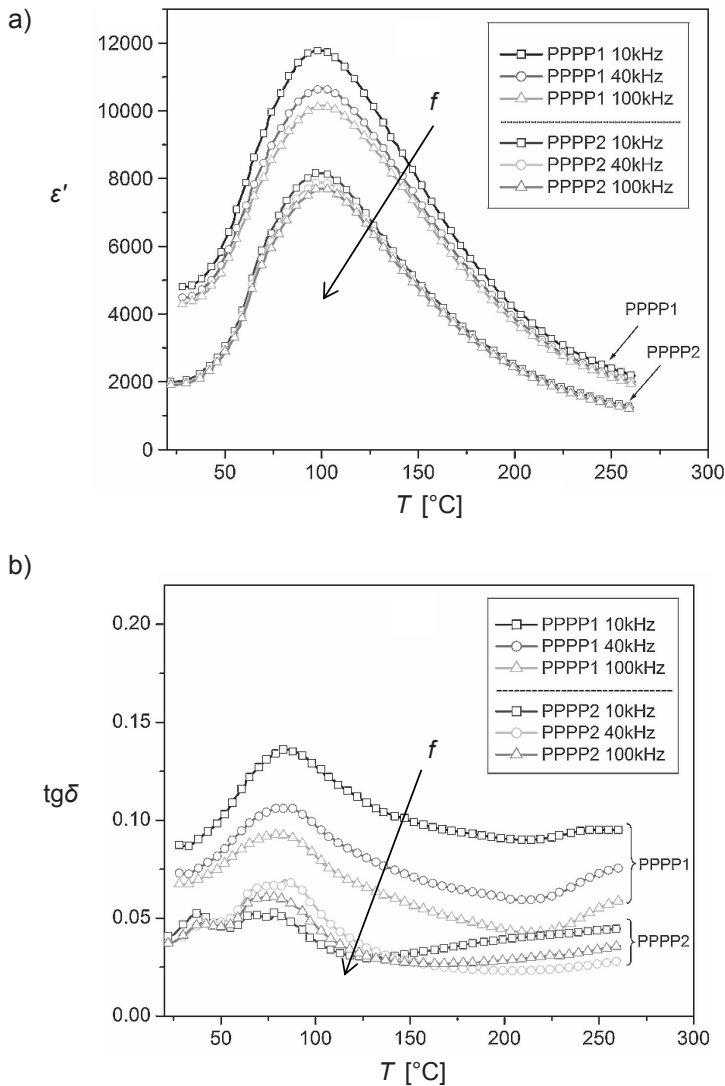 a)
12000
10000
8000
6000
4000
2000
0
ε'
f
PPPP1 10kHz
PPPP1 40kHz
PPPP1 100kHz
PPPP2 10kHz
PPPP2 40kHz
PPPP2 100kHz
PPPP1
PPPP2
50 100 150 200 250 300
T [°C]
b)
0.20
0.15
0.10
0.05
0.00
tgδ
f
PPPP1 10kHz
PPPP1 40kHz
PPPP1 100kHz
PPPP2 10kHz
PPPP2 40kHz
PPPP2 100kHz
PPPP1
PPPP2
50 100 150 200 250 300
T [°C]